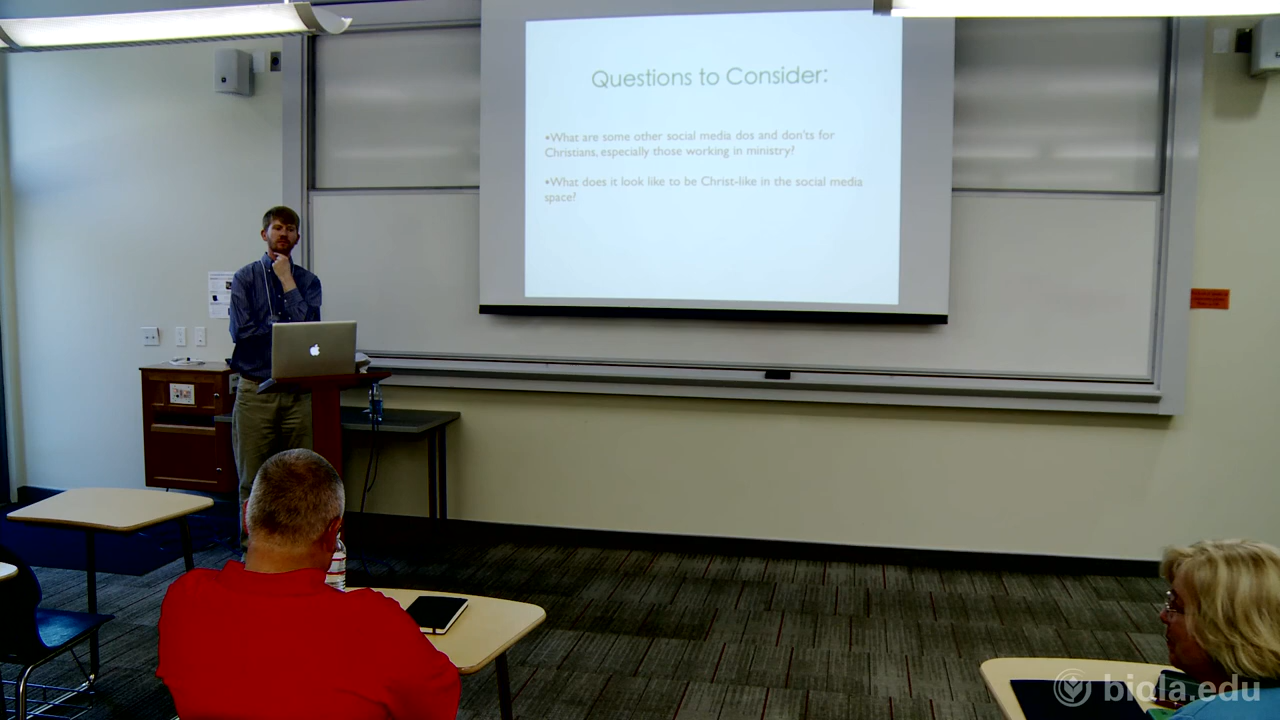 Questions to Consider:
•What are some other social media dos and don'ts for
Christians, especially those working in ministry?
•What does it look like to be Christ-like in the social media
space?
biola.edu